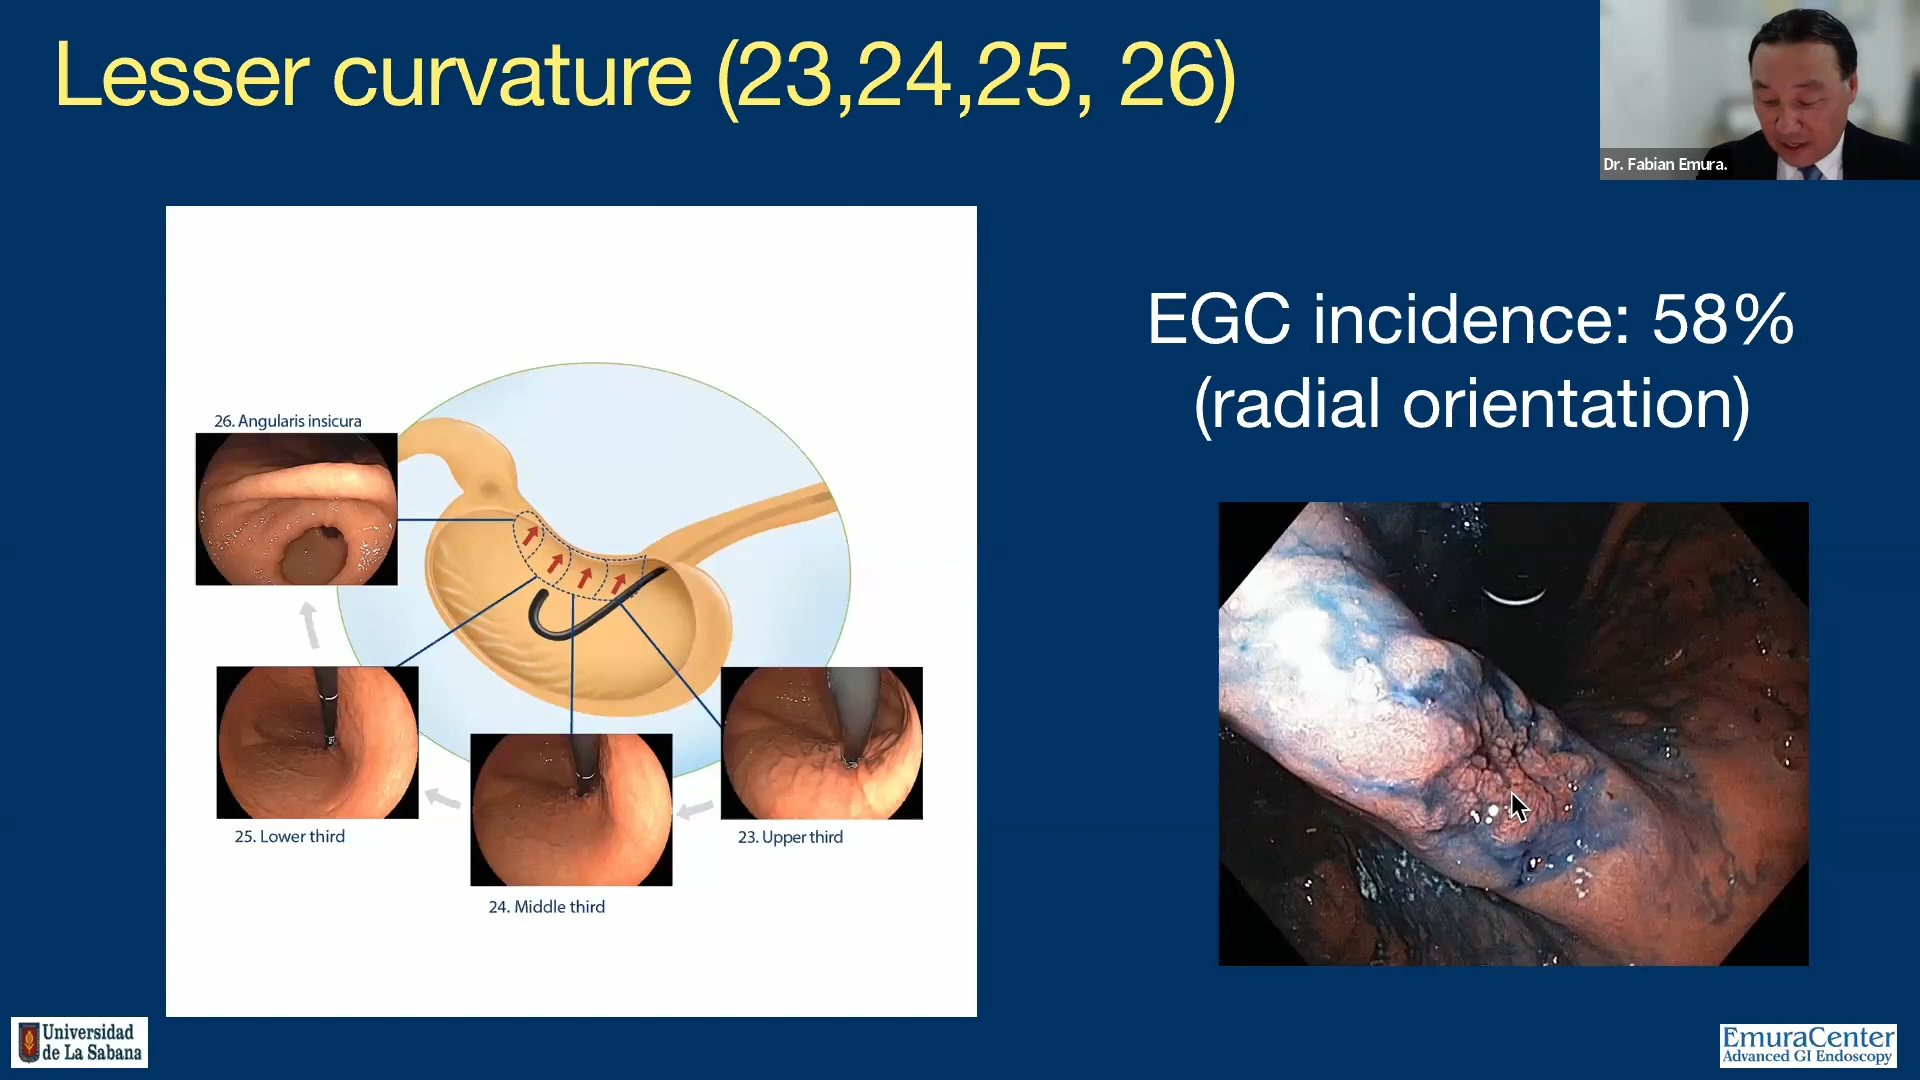 Lesser curvature (23,24,25, 26)
Dr. Fabian Emura.
EGC incidence: 58%
(radial orientation)
26. Angularis insicura
25. Lower third
24. Middle third
23. Upper third
Universidad
de La Sabana
EmuraCenter
Advanced GI Endoscopy